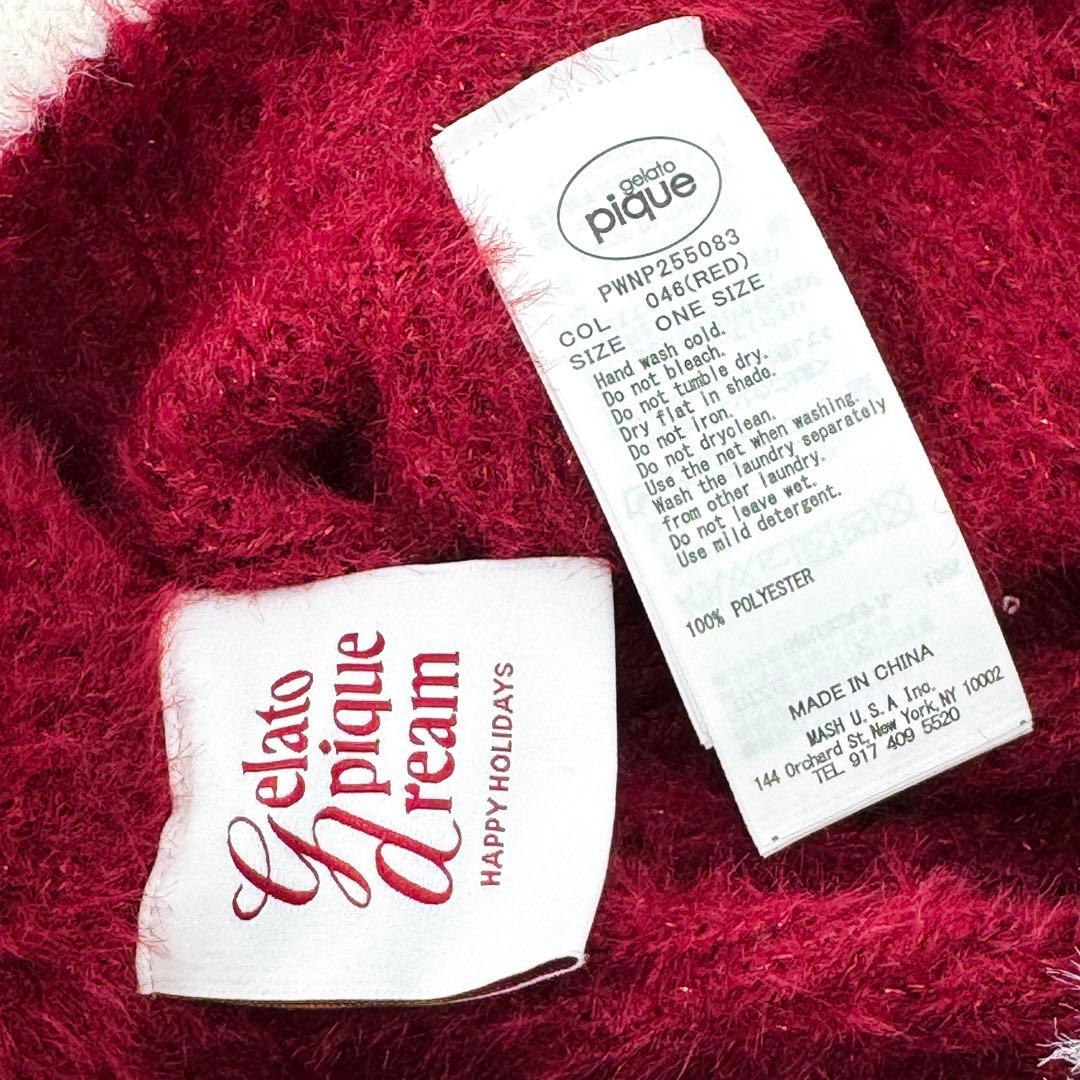 gelato
pique
PWNP255083
COL 046(RED)
SIZE ONE SIZE
Hand wash cold.
Do not bleach.
Do not tumble dry.
Dry flat in shade.
Do not iron.
Do not dryclean.
Use the net when washing.
Wash the laundry separately
from other laundry.
Do not leave wet.
Use mild detergent.
100% POLYESTER
MADE IN CHINA
MASH U.S.A Inc.
144 Orchard St,New York,NY 10002
TEL 917 409 5520
Gelato
pique
dream
HAPPY HOLIDAYS